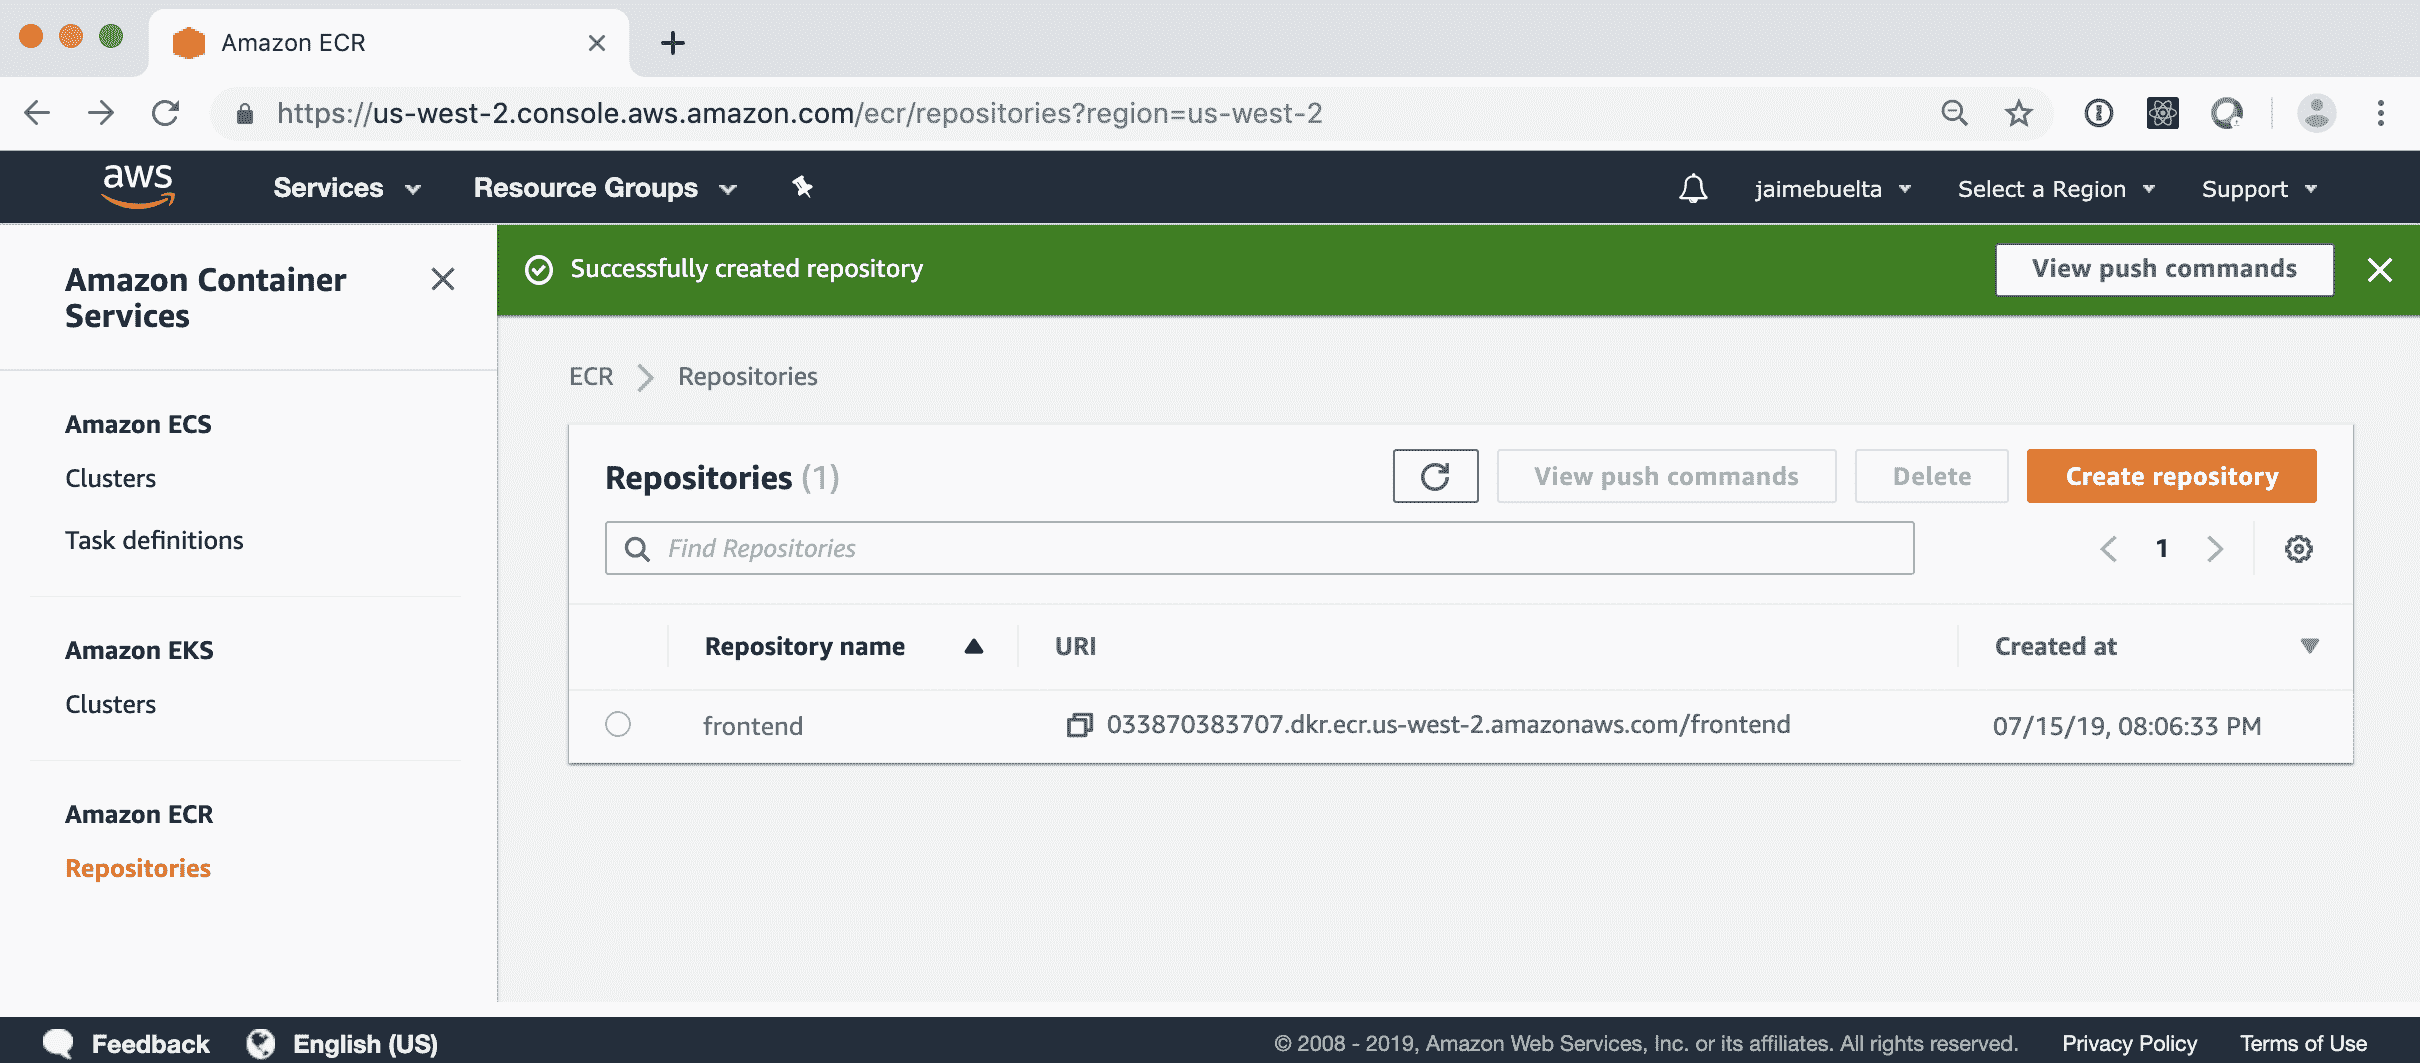 Amazon ECR
https://us-west-2.console.aws.amazon.com/ecr/repositories?region=us-west-2
aws Services Resource Groups jaimebuelta Select a Region Support
Amazon Container
Services
Successfully created repository View push commands
ECR Repositories
Amazon ECS
Clusters
Task definitions
Amazon EKS
Clusters
Amazon ECR
Repositories
Repositories (1) View push commands Delete Create repository
Find Repositories 1
Repository name URI Created at
frontend 033870383707.dkr.ecr.us-west-2.amazonaws.com/frontend 07/15/19, 08:06:33 PM
Feedback English (US) © 2008 - 2019, Amazon Web Services, Inc. or its affiliates. All rights reserved. Privacy Policy Terms of Use